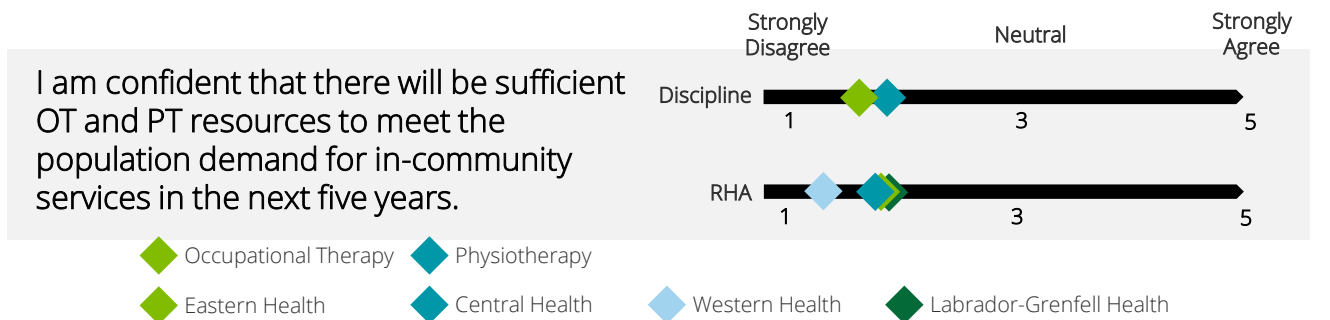 Strongly
Disagree
Neutral
Strongly
Agree
I am confident that there will be sufficient
OT and PT resources to meet the
population demand for in-community
services in the next five years.
Discipline
1
3
5
RHA
1
3
5
Occupational Therapy
Physiotherapy
Eastern Health
Central Health
Western Health
Labrador-Grenfell Health